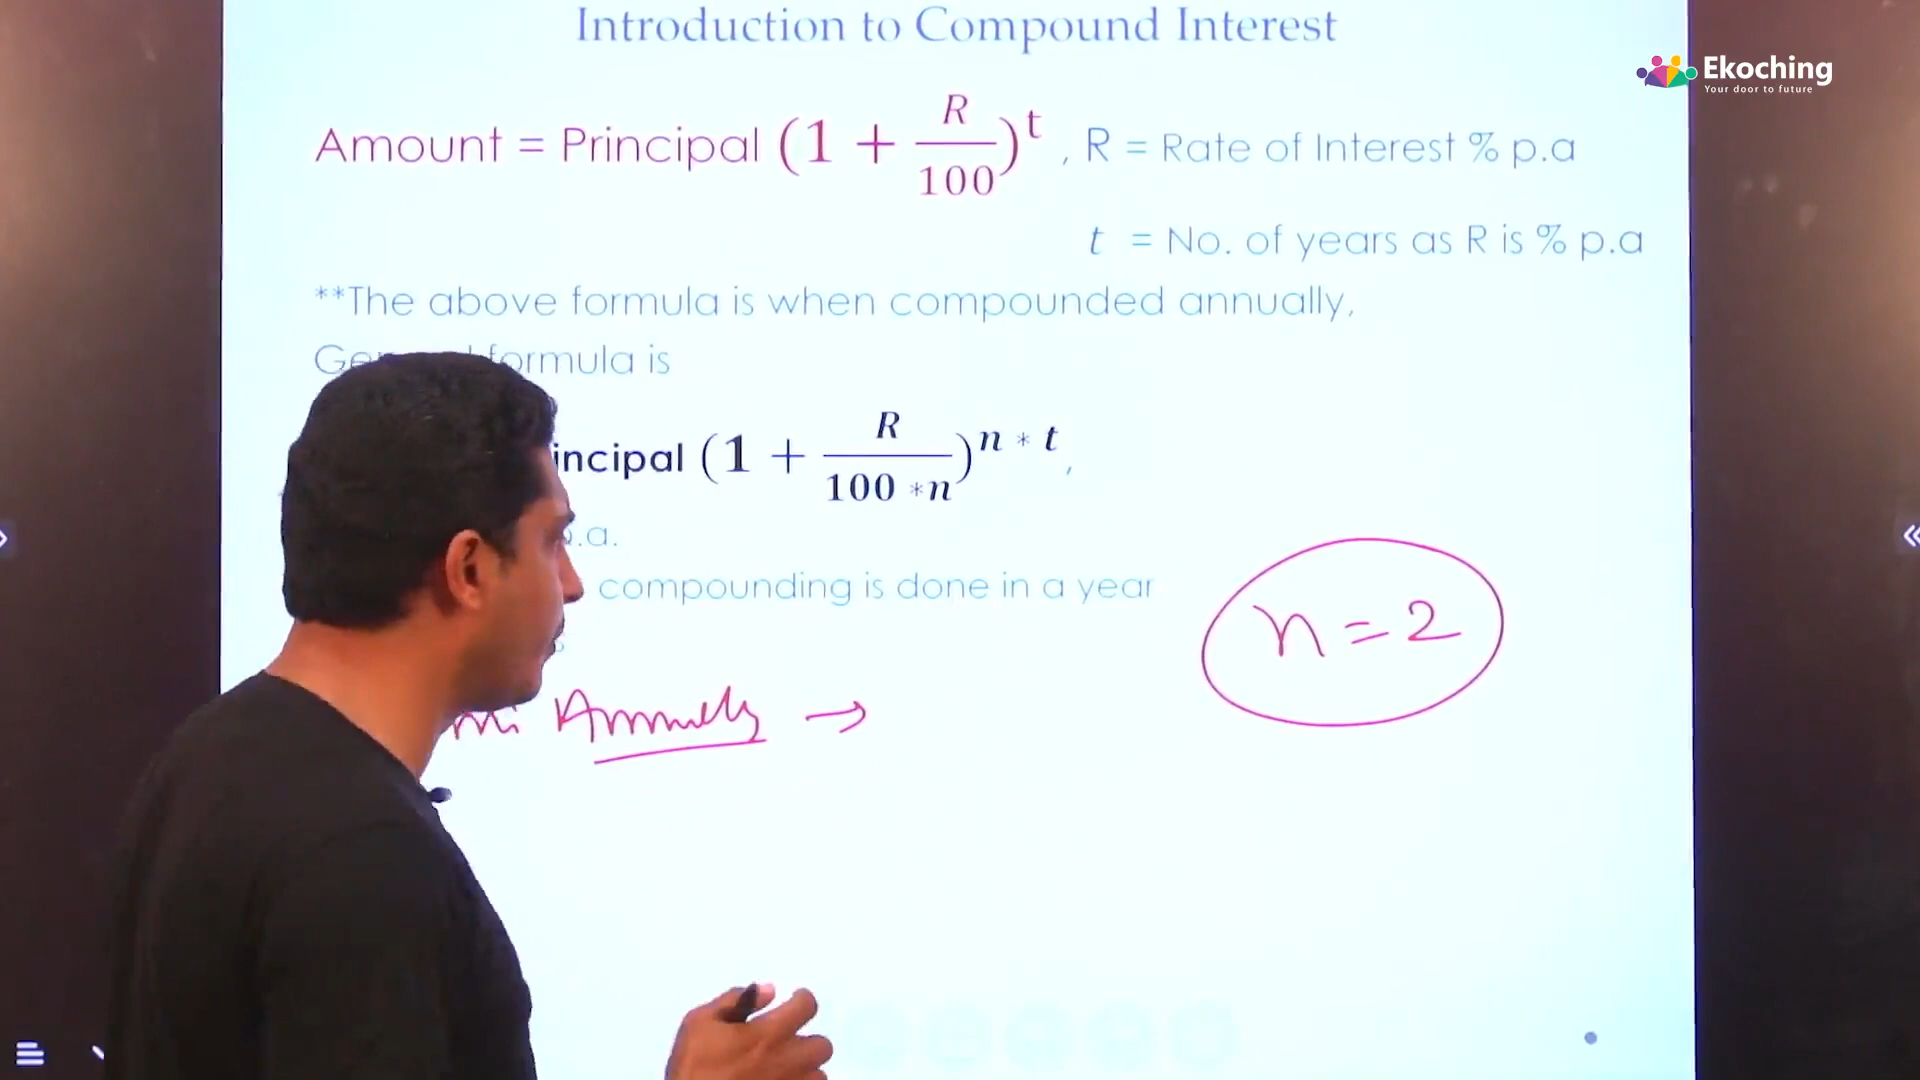 Introduction to Compound Interest
Ekoching
Your door to future
Amount = Principal (1 + R/100)^t , R = Rate of Interest % p.a
t = No. of years as R is % p.a
**The above formula is when compounded annually,
formula is
incipal (1 + R/(100 *n))^(n * t) ,
.a.
compounding is done in a year
n = 2
mi Annually →